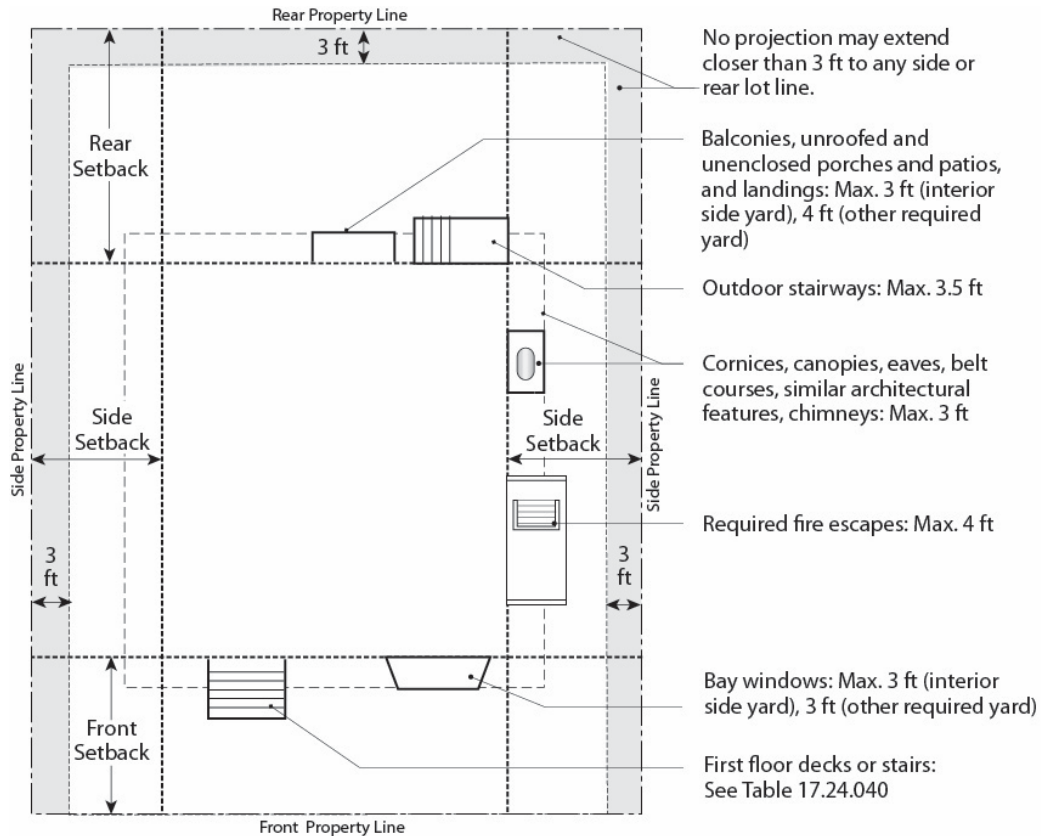 Rear Property Line
3 ft
No projection may extend
closer than 3 ft to any side or
rear lot line.
Rear
Setback
Balconies, unroofed and
unenclosed porches and patios,
and landings: Max. 3 ft (interior
side yard), 4 ft (other required
yard)
Outdoor stairways: Max. 3.5 ft
Cornices, canopies, eaves, belt
courses, similar architectural
features, chimneys: Max. 3 ft
Side Property Line
Side
Setback
Side
Setback
Side Property Line
Required fire escapes: Max. 4 ft
3
ft
3
ft
Bay windows: Max. 3 ft (interior
side yard), 3 ft (other required yard)
Front
Setback
First floor decks or stairs:
See Table 17.24.040
Front Property Line